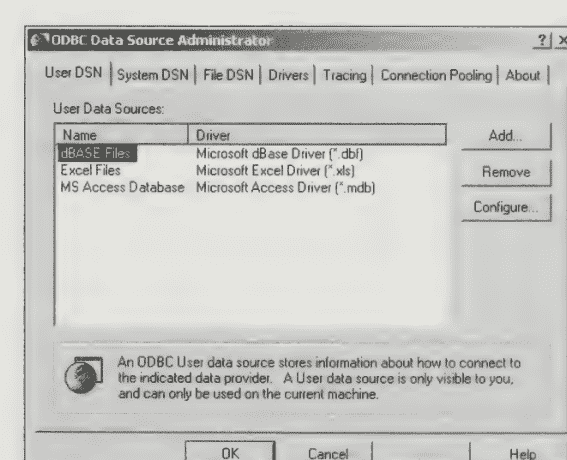 ODBC Data Source Administrator ? X
User DSN System DSN File DSN Drivers Tracing Connection Pooling About
User Data Sources:
Name Driver
dBASE Files Microsoft dBase Driver (*.dbf)
Excel Files Microsoft Excel Driver (*.xls)
MS Access Database Microsoft Access Driver (*.mdb)
Add...
Remove
Configure...
An ODBC User data source stores information about how to connect to
the indicated data provider. A User data source is only visible to you,
and can only be used on the current machine.
OK Cancel Help